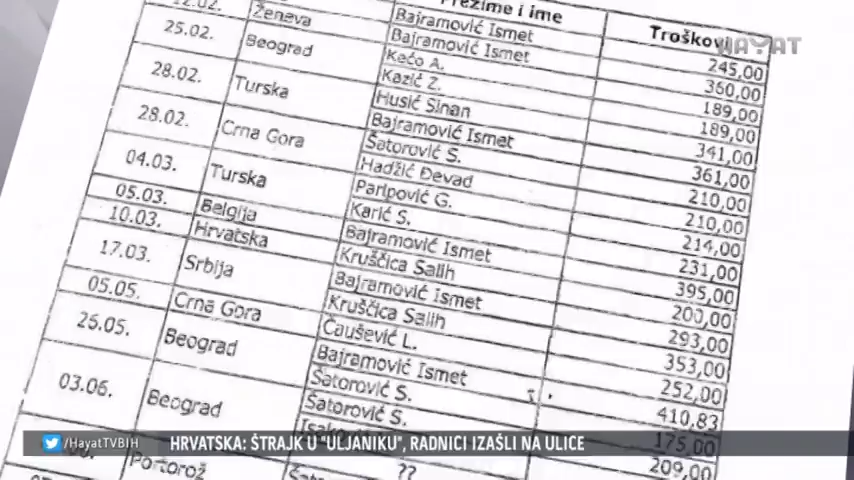 Prezime i ime Troškov
HAYAT
12.02. Ženeva Bajramović Ismet 245,00
25.02. Beograd Bajramović Ismet 360,00
Kećo A. 189,00
28.02. Turska Kazić Z. 189,00
Husić Sinan 341,00
28.02. Crna Gora Bajramović Ismet 361,00
Šatorović S. 210,00
04.03. Turska Hadžić Đevad 210,00
Paripović G. 214,00
05.03. Belgija Karić S. 231,00
10.03. Hrvatska Bajramović Ismet 395,00
17.03. Srbija Kruščica Salih 200,00
Bajramović Ismet 293,00
05.05. Crna Gora Kruščica Salih 353,00
25.05. Beograd Čaušević L. 252,00
Bajramović Ismet 410,83
03.06. Beograd Šatorović S. 175,00
Šatorović S. 209,00
Portorož ??
/HayatTVBIH HRVATSKA: ŠTRAJK U "ULJANIKU", RADNICI IZAŠLI NA ULICE